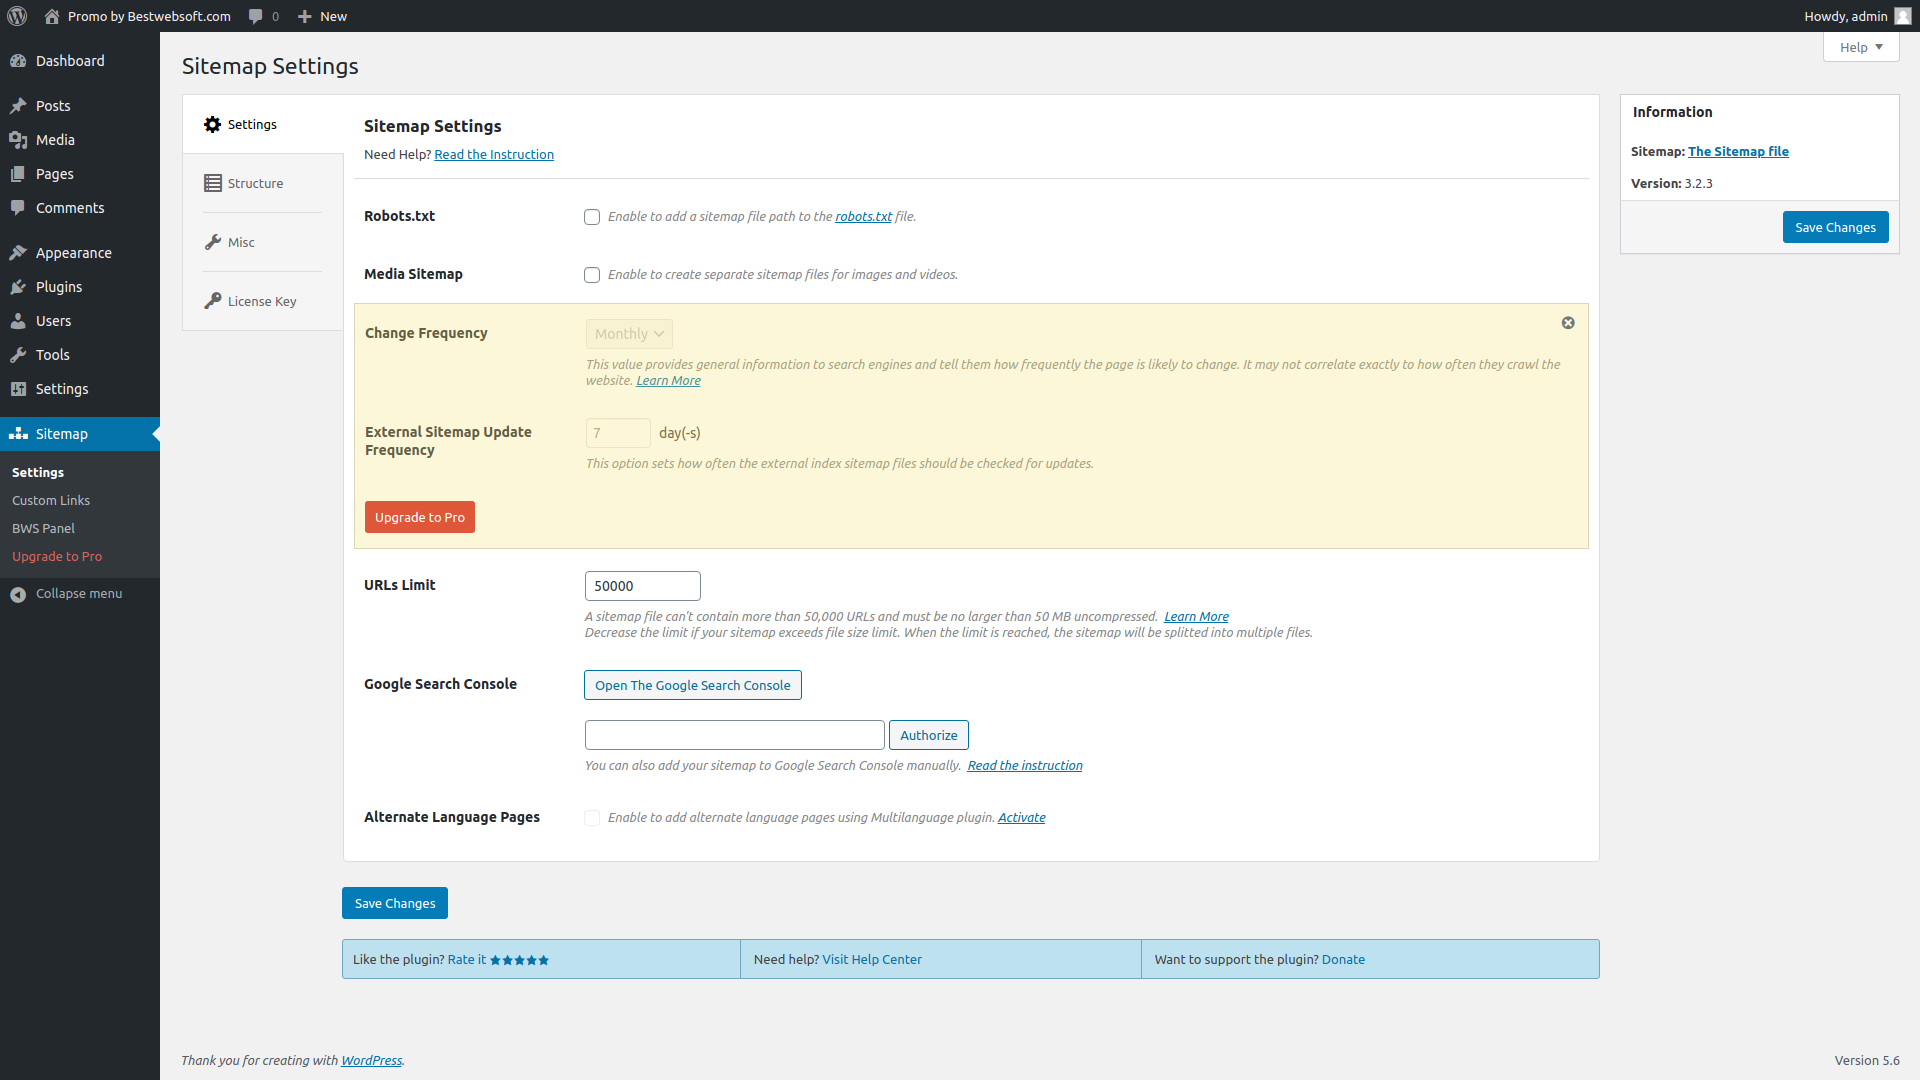 Promo by Bestwebsoft.com
0
New
Howdy, admin
Dashboard
Posts
Media
Pages
Comments
Appearance
Plugins
Users
Tools
Settings
Sitemap
Settings
Custom Links
BWS Panel
Upgrade to Pro
Collapse menu
Help
Sitemap Settings
Settings
Structure
Misc
License Key
Sitemap Settings
Need Help? Read the Instruction
Robots.txt
Enable to add a sitemap file path to the robots.txt file.
Media Sitemap
Enable to create separate sitemap files for images and videos.
Change Frequency
Monthly
This value provides general information to search engines and tell them how frequently the page is likely to change. It may not correlate exactly to how often they crawl the
website. Learn More
External Sitemap Update
Frequency
7 day(-s)
This option sets how often the external index sitemap files should be checked for updates.
Upgrade to Pro
URLs Limit
50000
A sitemap file can't contain more than 50,000 URLs and must be no larger than 50 MB uncompressed. Learn More
Decrease the limit if your sitemap exceeds file size limit. When the limit is reached, the sitemap will be splitted into multiple files.
Google Search Console
Open The Google Search Console
Authorize
You can also add your sitemap to Google Search Console manually. Read the instruction
Alternate Language Pages
Enable to add alternate language pages using Multilanguage plugin. Activate
Save Changes
Like the plugin? Rate it
Need help? Visit Help Center
Want to support the plugin? Donate
Information
Sitemap: The Sitemap file
Version: 3.2.3
Save Changes
Thank you for creating with WordPress.
Version 5.6